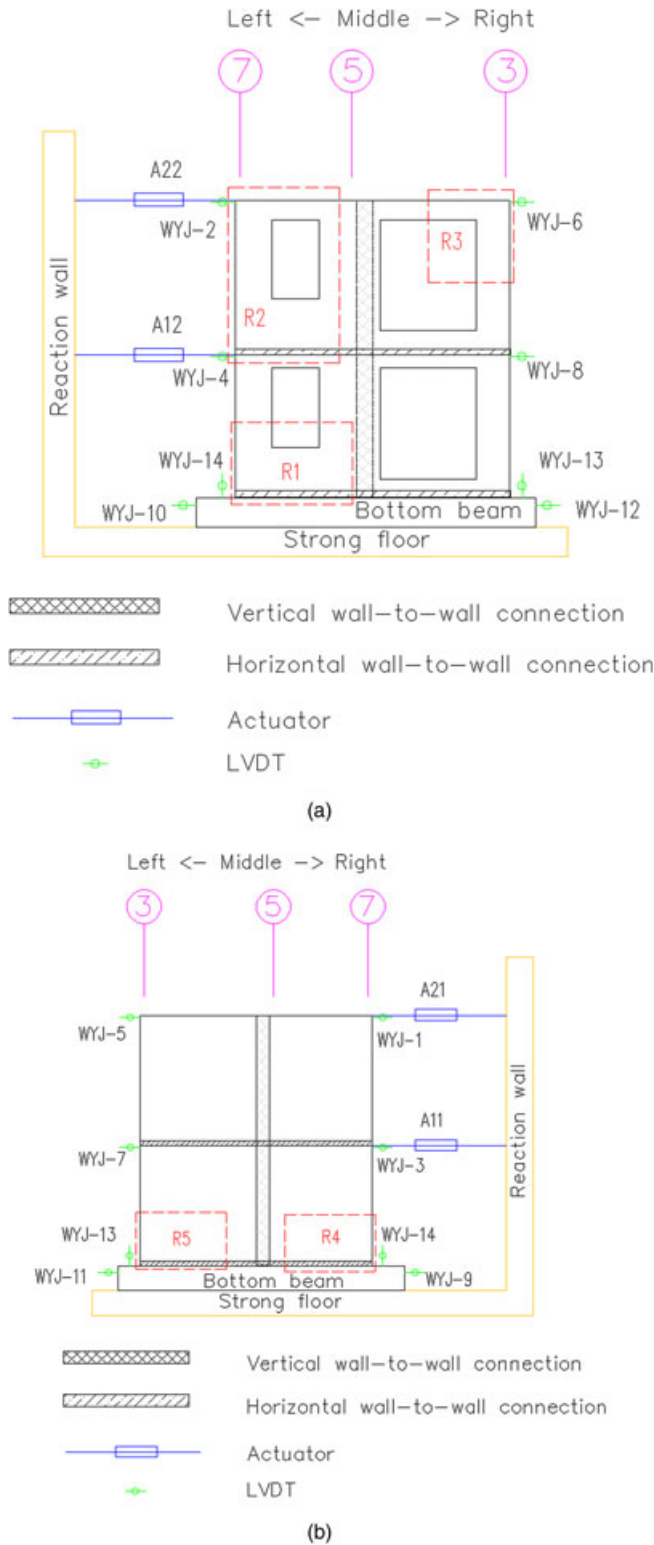 Left <- Middle -> Right
7 5 3
A22
WYJ-2 WYJ-6
R3
R2
A12
WYJ-4 WYJ-8
Reaction wall
WYJ-14 WYJ-13
R1
WYJ-10 Bottom beam WYJ-12
Strong floor
Vertical wall-to-wall connection
Horizontal wall-to-wall connection
Actuator
LVDT
(a)
Left <- Middle -> Right
3 5 7
A21
WYJ-5 WYJ-1
A11
WYJ-7 WYJ-3
Reaction wall
WYJ-13 R5 R4 WYJ-14
WYJ-11 Bottom beam WYJ-9
Strong floor
Vertical wall-to-wall connection
Horizontal wall-to-wall connection
Actuator
LVDT
(b)